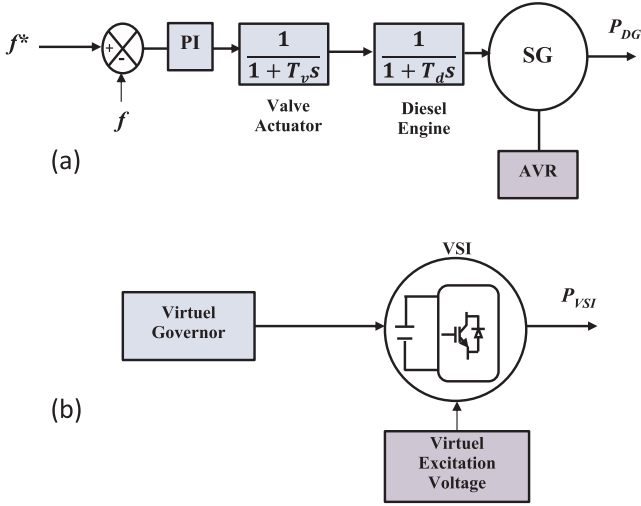 f*
+
-
f
PI
1
1 + Tᵥs
Valve
Actuator
1
1 + T_d s
Diesel
Engine
SG
P_DG
AVR
(a)
VSI
Virtuel
Governor
P_VSI
(b)
Virtuel
Excitation
Voltage